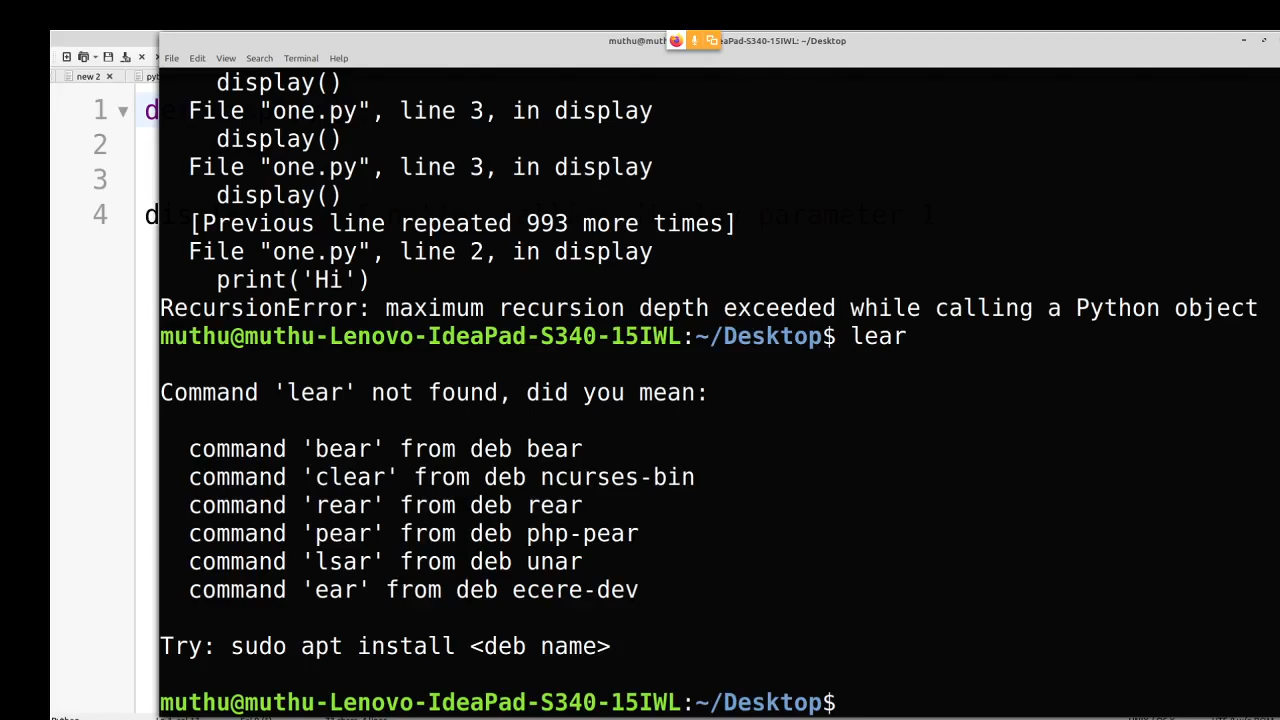 muthu@muth eaPad-S340-15IWL: ~/Desktop
File Edit View Search Terminal Help
new 2
1
2
3
4
display()
File "one.py", line 3, in display
display()
File "one.py", line 3, in display
display()
[Previous line repeated 993 more times]
parameter 1
File "one.py", line 2, in display
print('Hi')
RecursionError: maximum recursion depth exceeded while calling a Python object
muthu@muthu-Lenovo-IdeaPad-S340-15IWL:~/Desktop$ lear
Command 'lear' not found, did you mean:
command 'bear' from deb bear
command 'clear' from deb ncurses-bin
command 'rear' from deb rear
command 'pear' from deb php-pear
command 'lsar' from deb unar
command 'ear' from deb ecere-dev
Try: sudo apt install <deb name>
muthu@muthu-Lenovo-IdeaPad-S340-15IWL:~/Desktop$